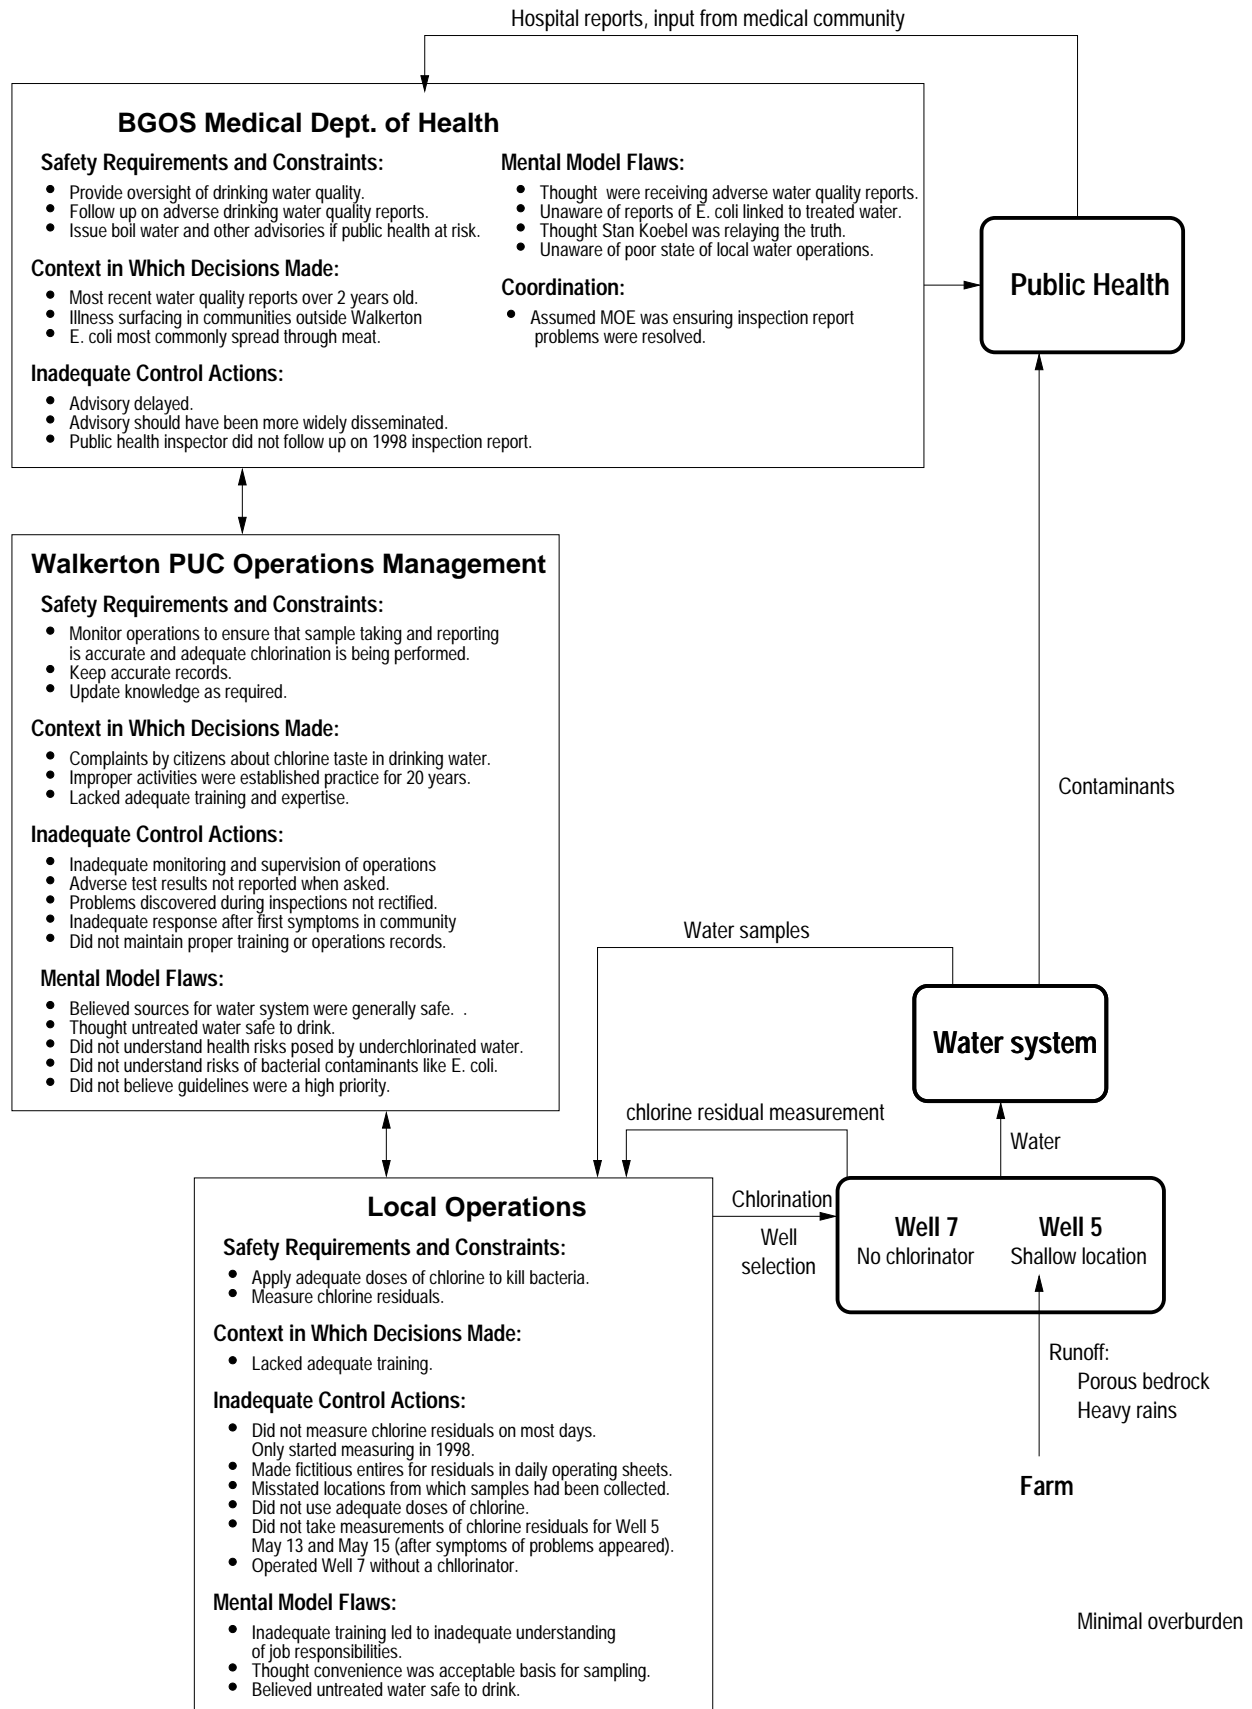 Hospital reports, input from medical community
BGOS Medical Dept. of Health
Safety Requirements and Constraints:
• Provide oversight of drinking water quality.
• Follow up on adverse drinking water quality reports.
• Issue boil water and other advisories if public health at risk.
Context in Which Decisions Made:
• Most recent water quality reports over 2 years old.
• Illness surfacing in communities outside Walkerton
• E. coli most commonly spread through meat.
Inadequate Control Actions:
• Advisory delayed.
• Advisory should have been more widely disseminated.
• Public health inspector did not follow up on 1998 inspection report.
Mental Model Flaws:
• Thought were receiving adverse water quality reports.
• Unaware of reports of E. coli linked to treated water.
• Thought Stan Koebel was relaying the truth.
• Unaware of poor state of local water operations.
Coordination:
• Assumed MOE was ensuring inspection report
problems were resolved.
Public Health
Walkerton PUC Operations Management
Safety Requirements and Constraints:
• Monitor operations to ensure that sample taking and reporting
is accurate and adequate chlorination is being performed.
• Keep accurate records.
• Update knowledge as required.
Context in Which Decisions Made:
• Complaints by citizens about chlorine taste in drinking water.
• Improper activities were established practice for 20 years.
• Lacked adequate training and expertise.
Inadequate Control Actions:
• Inadequate monitoring and supervision of operations
• Adverse test results not reported when asked.
• Problems discovered during inspections not rectified.
• Inadequate response after first symptoms in community
• Did not maintain proper training or operations records.
Mental Model Flaws:
• Believed sources for water system were generally safe. .
• Thought untreated water safe to drink.
• Did not understand health risks posed by underchlorinated water.
• Did not understand risks of bacterial contaminants like E. coli.
• Did not believe guidelines were a high priority.
Contaminants
Water samples
Water system
chlorine residual measurement
Water
Local Operations
Safety Requirements and Constraints:
• Apply adequate doses of chlorine to kill bacteria.
• Measure chlorine residuals.
Context in Which Decisions Made:
• Lacked adequate training.
Inadequate Control Actions:
• Did not measure chlorine residuals on most days.
Only started measuring in 1998.
• Made fictitious entires for residuals in daily operating sheets.
• Misstated locations from which samples had been collected.
• Did not use adequate doses of chlorine.
• Did not take measurements of chlorine residuals for Well 5
May 13 and May 15 (after symptoms of problems appeared).
• Operated Well 7 without a chllorinator.
Mental Model Flaws:
• Inadequate training led to inadequate understanding
of job responsibilities.
• Thought convenience was acceptable basis for sampling.
• Believed untreated water safe to drink.
Chlorination
Well
selection
Well 7
No chlorinator
Well 5
Shallow location
Runoff:
Porous bedrock
Heavy rains
Farm
Minimal overburden